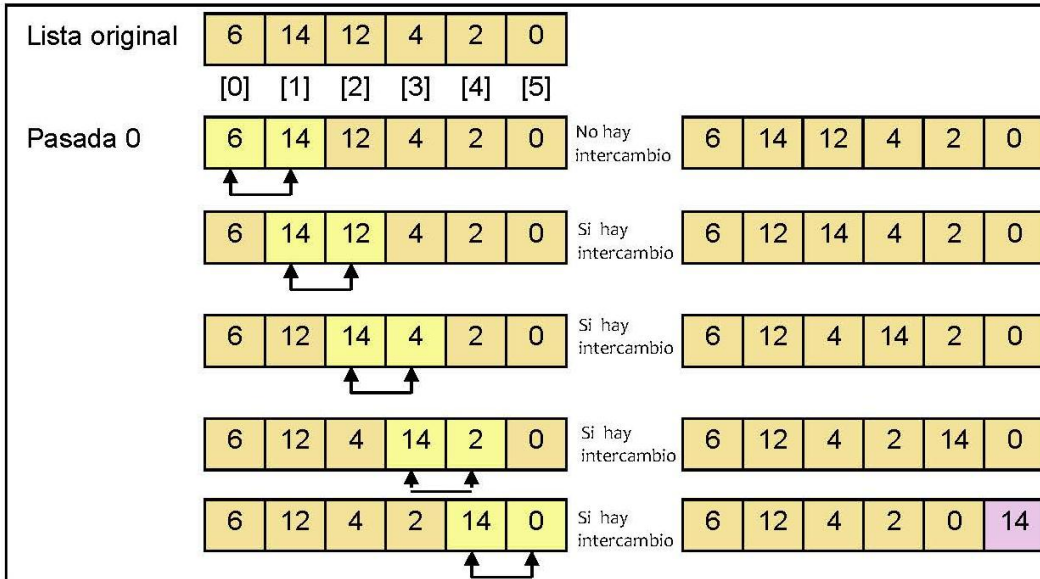 Lista original 6 14 12 4 2 0
[0] [1] [2] [3] [4] [5]
Pasada 0 6 14 12 4 2 0 No hay intercambio 6 14 12 4 2 0
6 14 12 4 2 0 Si hay intercambio 6 12 14 4 2 0
6 12 14 4 2 0 Si hay intercambio 6 12 4 14 2 0
6 12 4 14 2 0 Si hay intercambio 6 12 4 2 14 0
6 12 4 2 14 0 Si hay intercambio 6 12 4 2 0 14